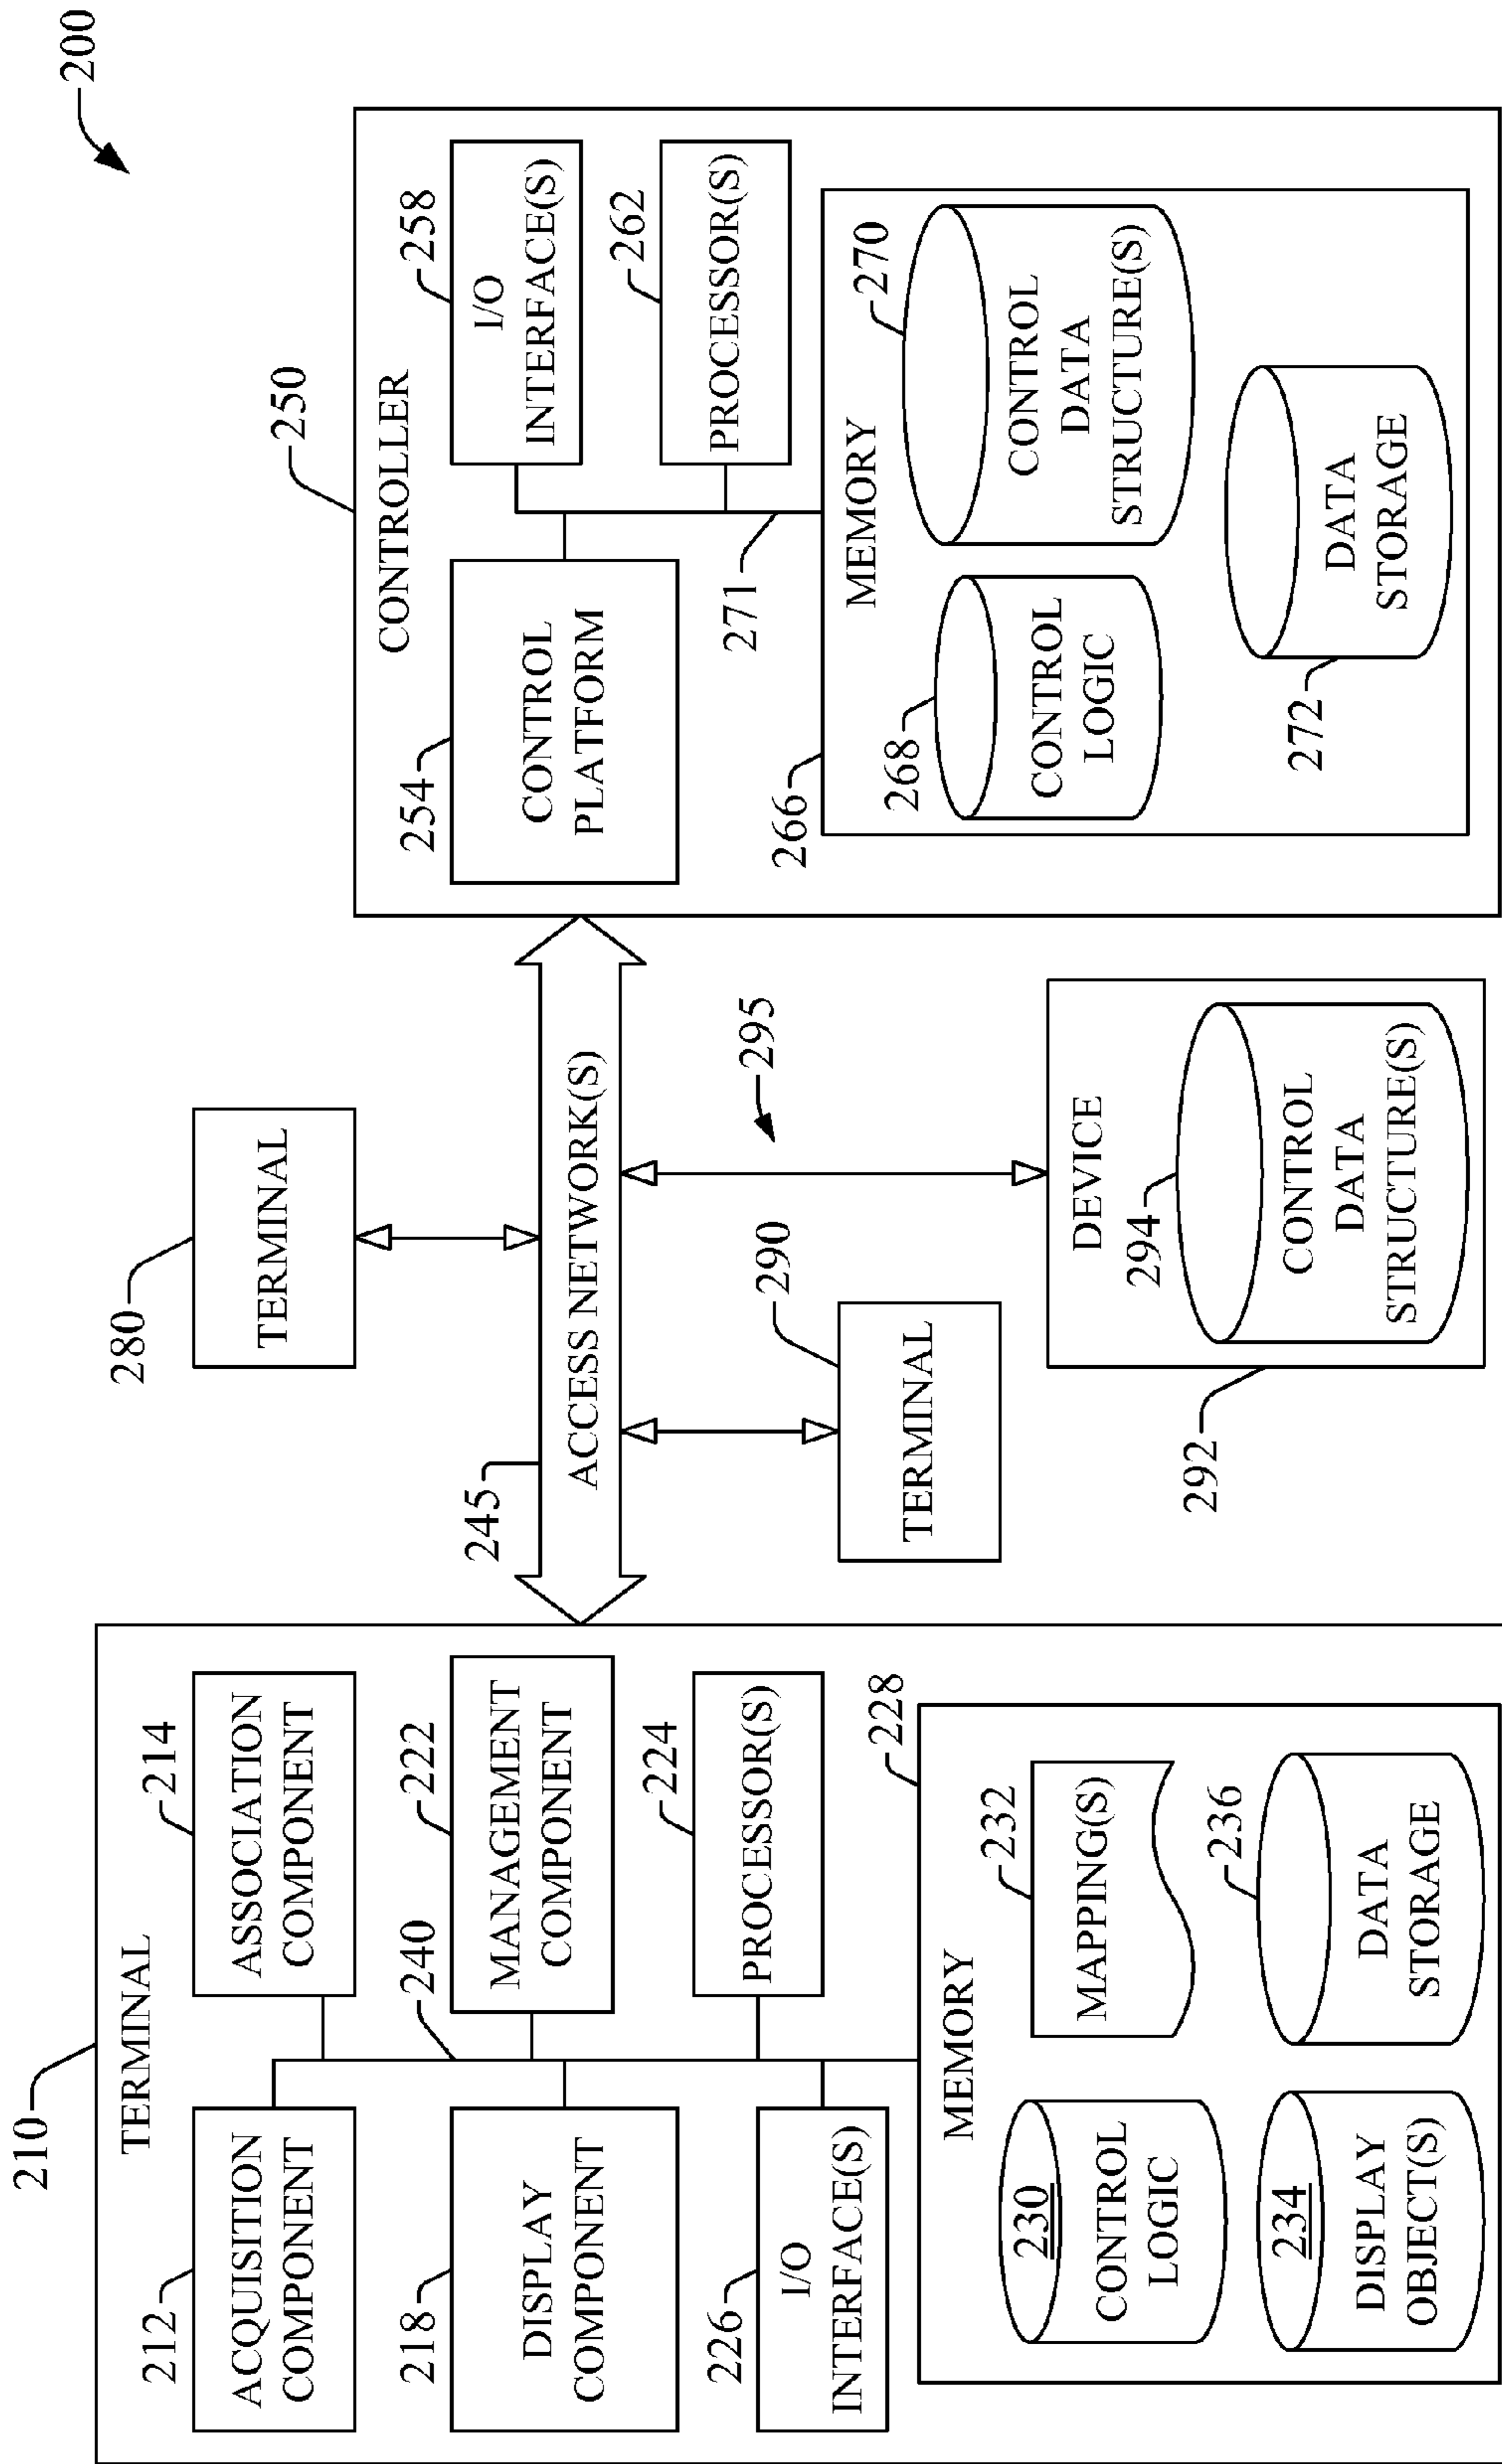 200
210
TERMINAL
212
ACQUISITION
COMPONENT
214
ASSOCIATION
COMPONENT
218
DISPLAY
COMPONENT
240
222
MANAGEMENT
COMPONENT
226
I/O
INTERFACE(S)
224
PROCESSOR(S)
228
MEMORY
230
CONTROL
LOGIC
232
MAPPING(S)
234
DISPLAY
OBJECT(S)
236
DATA
STORAGE
280
TERMINAL
245
ACCESS NETWORK(S)
295
290
TERMINAL
292
DEVICE
294
CONTROL
DATA
STRUCTURE(S)
250
CONTROLLER
254
CONTROL
PLATFORM
258
I/O
INTERFACE(S)
262
PROCESSOR(S)
271
266
MEMORY
268
CONTROL
LOGIC
270
CONTROL
DATA
STRUCTURE(S)
272
DATA
STORAGE